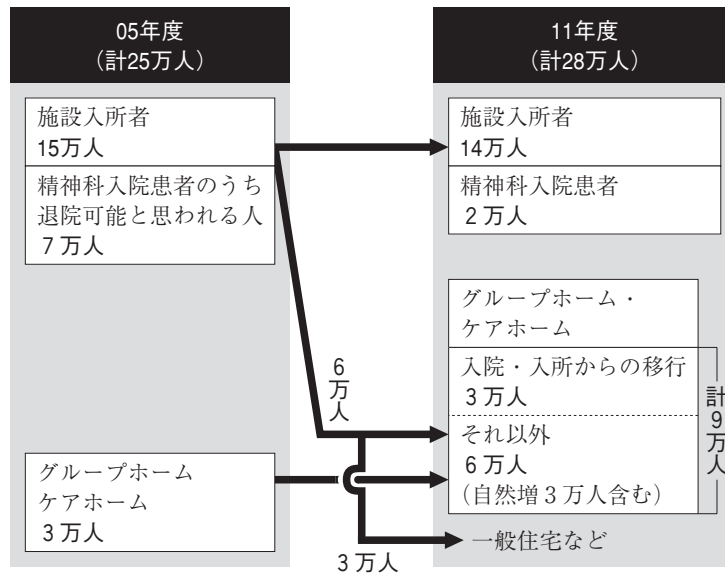 05年度
(計25万人)
施設入所者
15万人
精神科入院患者のうち
退院可能と思われる人
7万人
グループホーム
ケアホーム
3万人
6万人
3万人
11年度
(計28万人)
施設入所者
14万人
精神科入院患者
2万人
グループホーム・
ケアホーム
入院・入所からの移行
3万人
それ以外
6万人
(自然増3万人含む)
計9万人
一般住宅など